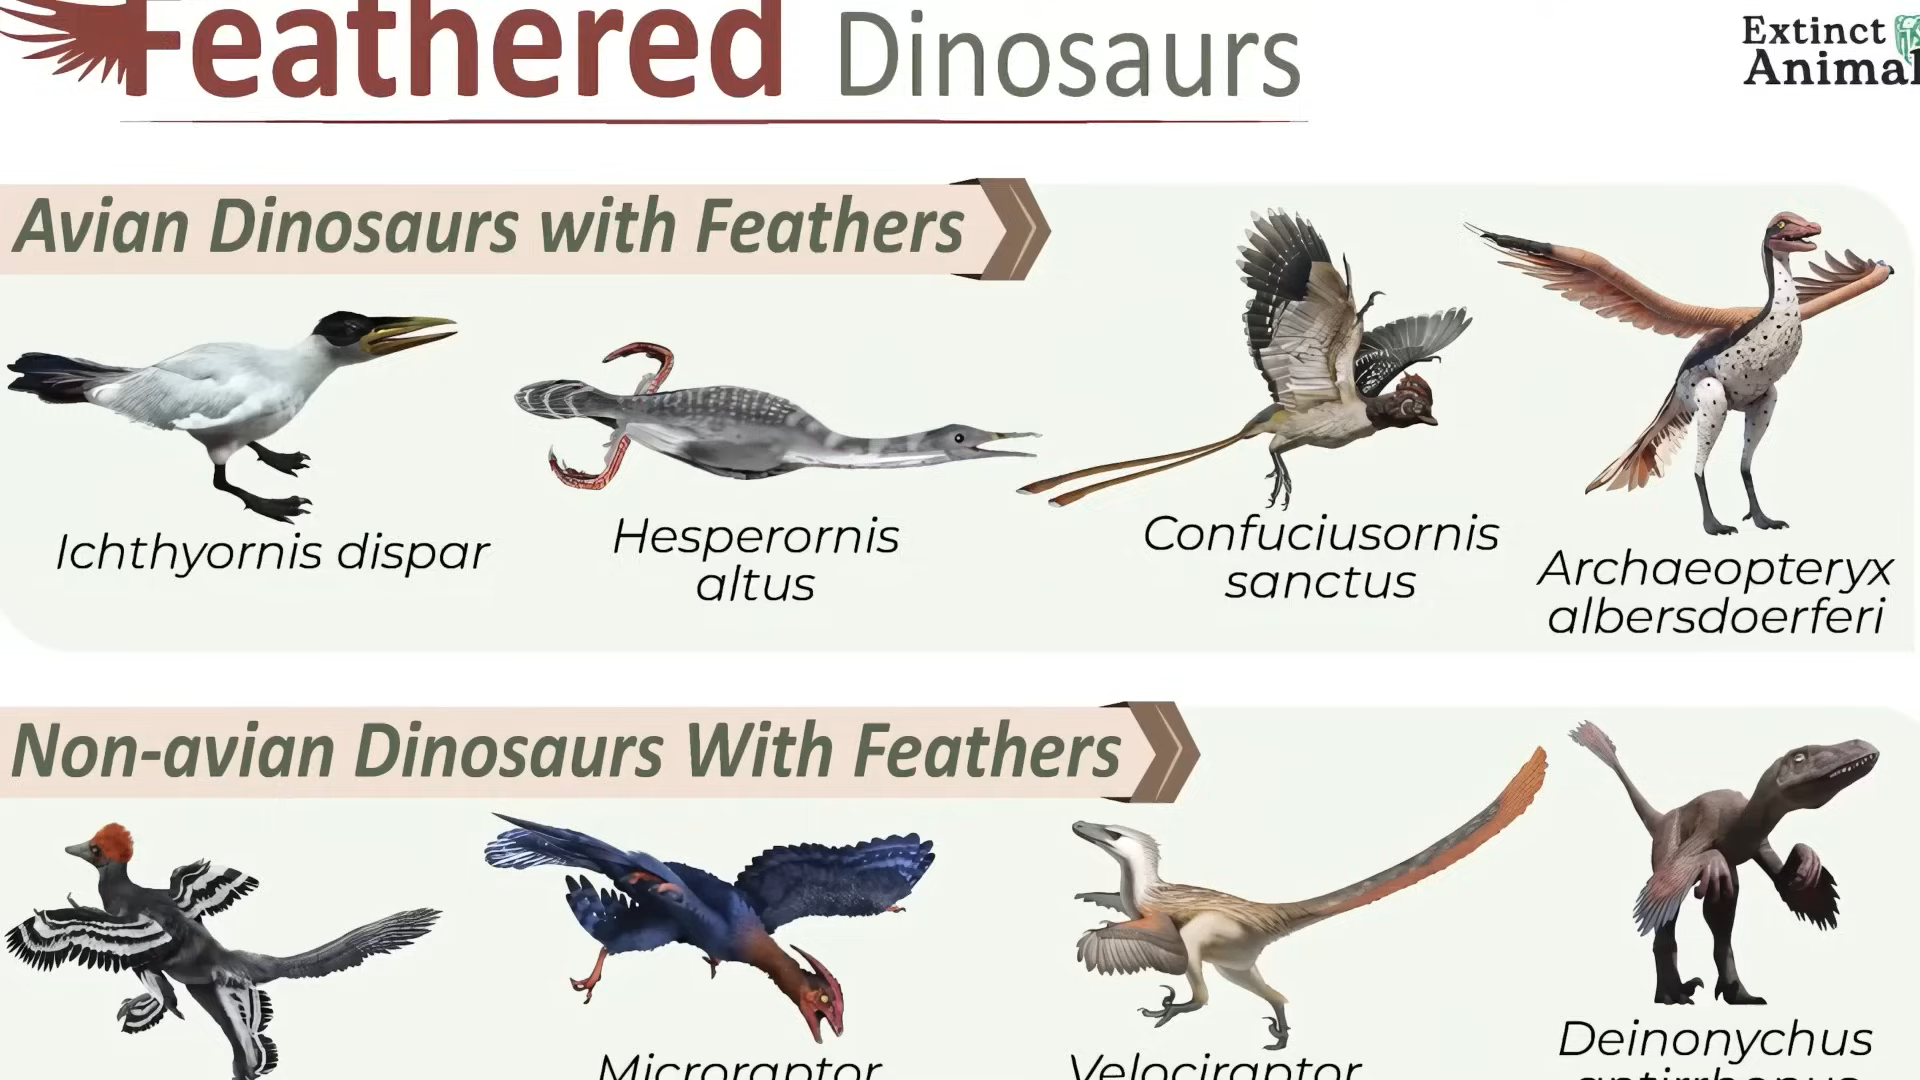 Feathered Dinosaurs
Extinct
Animal
Avian Dinosaurs with Feathers
Ichthyornis dispar
Hesperornis
altus
Confuciusornis
sanctus
Archaeopteryx
albersdoerferi
Non-avian Dinosaurs With Feathers
Microraptor
Velociraptor
Deinonychus
antirrhopus